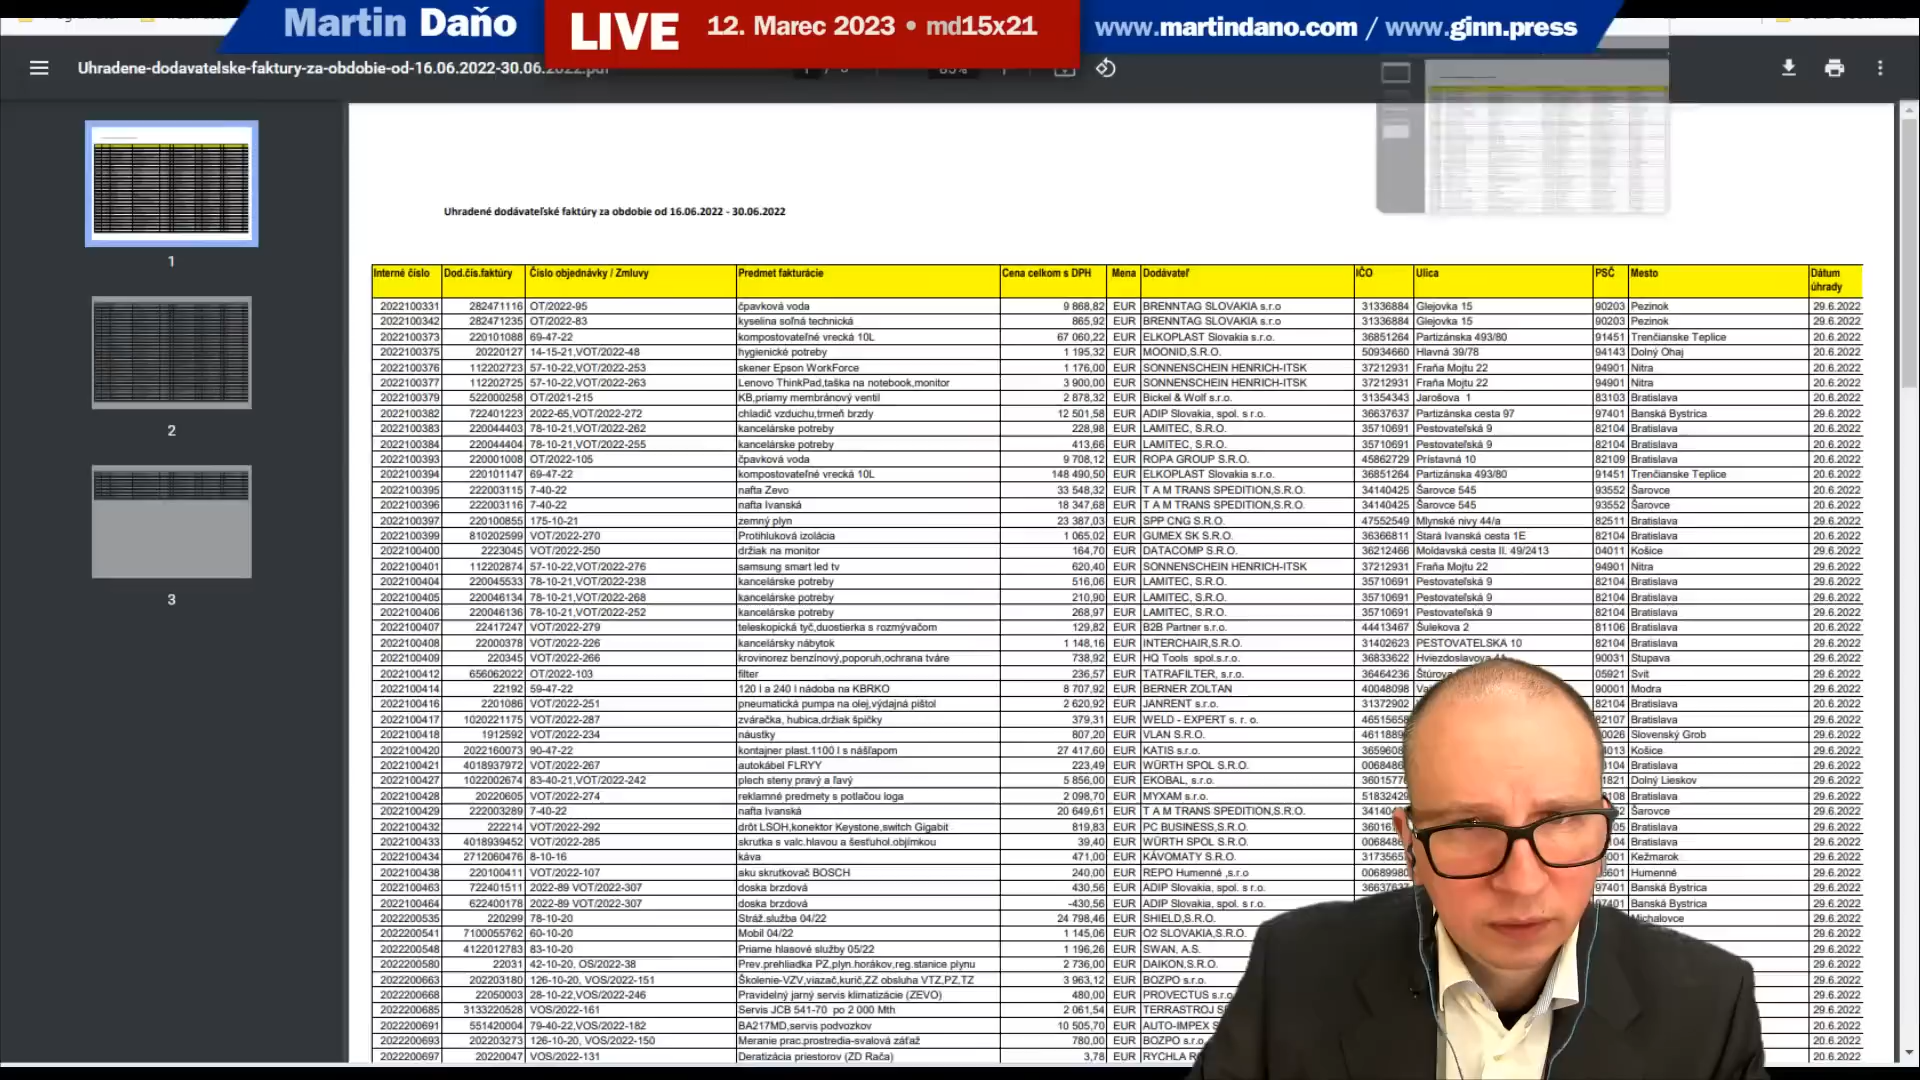 Martin Daňo
LIVE
12. Marec 2023 • md15x21
www.martindano.com / www.ginn.press
Uhradene-dodavatelske-faktury-za-obdobie-od-16.06.2022-30.06.2022.pdf
1
2
3
Uhradené dodávateľské faktúry za obdobie od 16.06.2022 - 30.06.2022
Interné číslo Dod.čís.faktúry Číslo objednávky / Zmluvy Predmet fakturácie Cena celkom s DPH Mena Dodávateľ IČO Ulica PSČ Mesto Dátum úhrady
2022100331 282471116 OT/2022-95 čpavková voda 9 868,82 EUR BRENNTAG SLOVAKIA s.r.o 31336884 Glejovka 15 90203 Pezinok 29.6.2022
2022100342 282471235 OT/2022-83 kyselina soľná technická 865,92 EUR BRENNTAG SLOVAKIA s.r.o 31336884 Glejovka 15 90203 Pezinok 29.6.2022
2022100373 220101088 69-47-22 kompostovateľné vrecká 10L 67 060,22 EUR ELKOPLAST Slovakia s.r.o. 36851264 Partizánska 493/80 91451 Trenčianske Teplice 20.6.2022
2022100375 20220127 14-15-21,VOT/2022-48 hygienické potreby 1 195,32 EUR MOONID,S.R.O. 50934660 Hlavná 39/78 94143 Dolný Ohaj 20.6.2022
2022100376 112202723 57-10-22,VOT/2022-253 skener Epson WorkForce 1 176,00 EUR SONNENSCHEIN HENRICH-ITSK 37212931 Fraňa Mojtu 22 94901 Nitra 20.6.2022
2022100377 112202725 57-10-22,VOT/2022-263 Lenovo ThinkPad,taška na notebook,monitor 3 900,00 EUR SONNENSCHEIN HENRICH-ITSK 37212931 Fraňa Mojtu 22 94901 Nitra 20.6.2022
2022100379 522000258 OT/2021-215 KB,priamy membránový ventil 2 878,32 EUR Bickel & Wolf s.r.o. 31354343 Jarošova 1 83103 Bratislava 20.6.2022
2022100382 722401223 2022-65,VOT/2022-272 chladič vzduchu,trmeň brzdy 12 501,58 EUR ADIP Slovakia, spol. s r.o. 36637637 Partizánska cesta 97 97401 Banská Bystrica 29.6.2022
2022100383 220044403 78-10-21,VOT/2022-262 kancelárske potreby 228,98 EUR LAMITEC, S.R.O. 35710691 Pestovateľská 9 82104 Bratislava 20.6.2022
2022100384 220044404 78-10-21,VOT/2022-255 kancelárske potreby 413,66 EUR LAMITEC, S.R.O. 35710691 Pestovateľská 9 82104 Bratislava 20.6.2022
2022100393 220001008 OT/2022-105 čpavková voda 9 708,12 EUR ROPA GROUP S.R.O. 45862729 Prístavná 10 82109 Bratislava 20.6.2022
2022100394 220101147 69-47-22 kompostovateľné vrecká 10L 148 490,50 EUR ELKOPLAST Slovakia s.r.o. 36851264 Partizánska 493/80 91451 Trenčianske Teplice 20.6.2022
2022100395 222003115 7-40-22 nafta Zevo 33 548,32 EUR T A M TRANS SPEDITION,S.R.O. 34140425 Šarovce 545 93552 Šarovce 20.6.2022
2022100396 222003116 7-40-22 nafta Ivanská 18 347,68 EUR T A M TRANS SPEDITION,S.R.O. 34140425 Šarovce 545 93552 Šarovce 20.6.2022
2022100397 220100855 175-10-21 zemný plyn 23 387,03 EUR SPP CNG S.R.O. 47552549 Mlynské nivy 44/a 82511 Bratislava 29.6.2022
2022100399 810202599 VOT/2022-270 Protihluková izolácia 1 065,02 EUR GUMEX SK S.R.O. 36366811 Stará Ivanská cesta 1E 82104 Bratislava 29.6.2022
2022100400 2223045 VOT/2022-250 držiak na monitor 164,70 EUR DATACOMP S.R.O. 36212466 Moldavská cesta II. 49/2413 04011 Košice 20.6.2022
2022100401 112202874 57-10-22,VOT/2022-276 samsung smart led tv 620,40 EUR SONNENSCHEIN HENRICH-ITSK 37212931 Fraňa Mojtu 22 94901 Nitra 29.6.2022
2022100404 220045533 78-10-21,VOT/2022-238 kancelárske potreby 516,06 EUR LAMITEC, S.R.O. 35710691 Pestovateľská 9 82104 Bratislava 29.6.2022
2022100405 220046134 78-10-21,VOT/2022-268 kancelárske potreby 210,90 EUR LAMITEC, S.R.O. 35710691 Pestovateľská 9 82104 Bratislava 29.6.2022
2022100406 220046136 78-10-21,VOT/2022-252 kancelárske potreby 268,97 EUR LAMITEC, S.R.O. 35710691 Pestovateľská 9 82104 Bratislava 29.6.2022
2022100407 22417247 VOT/2022-279 teleskopická tyč,duostierka s rozmývačom 129,82 EUR B2B Partner s.r.o. 44413467 Šulekova 2 81106 Bratislava 20.6.2022
2022100408 22000378 VOT/2022-226 kancelársky nábytok 1 148,16 EUR INTERCHAIR,S.R.O. 31402623 PESTOVATELSKA 10 82104 Bratislava 29.6.2022
2022100409 220345 VOT/2022-266 krovinorez benzínový,poporuh,ochrana tváre 738,92 EUR HQ Tools spol.s.r.o. 36833622 Hviezdoslavova 90031 Stupava 29.6.2022
2022100412 656062022 OT/2022-103 filter 236,57 EUR TATRAFILTER, s.r.o. 36464236 05921 Svit 29.6.2022
2022100414 22192 59-47-22 120 l a 240 l nádoba na KBRKO 8 707,92 EUR BERNER ZOLTAN 40048098 90001 Modra 29.6.2022
2022100416 2201086 VOT/2022-251 pneumatická pumpa na olej,výdajná pištol 2 620,92 EUR JANRENT s.r.o. 31372902 82104 Bratislava 29.6.2022
2022100417 1020221175 VOT/2022-287 zváračka, hubica,držiak špičky 379,31 EUR WELD - EXPERT s. r. o. 4651565 82107 Bratislava 29.6.2022
2022100418 1912592 VOT/2022-234 náustky 807,20 EUR VLAN S.R.O. 4611889 0026 Slovenský Grob 29.6.2022
2022100420 2022160073 90-47-22 kontajner plast.1100 l s nášľapom 27 417,60 EUR KATIS s.r.o. 3659608 4013 Košice 29.6.2022
2022100421 4018937972 VOT/2022-267 autokábel FLRYY 223,49 EUR WÜRTH SPOL S.R.O. 0068486 104 Bratislava 29.6.2022
2022100427 1022002674 83-40-21,VOT/2022-242 plech steny pravý a ľavý 5 856,00 EUR EKOBAL, s.r.o. 3601577 1821 Dolný Lieskov 29.6.2022
2022100428 20220605 VOT/2022-274 reklamné predmety s potlačou loga 2 098,70 EUR MYXAM s.r.o. 51832429 108 Bratislava 29.6.2022
2022100429 222003289 7-40-22 nafta Ivanská 20 649,61 EUR T A M TRANS SPEDITION,S.R.O. 34140 Šarovce 29.6.2022
2022100432 222214 VOT/2022-292 drôt LSOH,konektor Keystone,switch Gigabit 819,83 EUR PC BUSINESS,S.R.O. 3601 05 Bratislava 29.6.2022
2022100433 4018939452 VOT/2022-285 skrutka s valc.hlavou a šesťuhol.objímkou 39,40 EUR WÜRTH SPOL S.R.O. 006848 104 Bratislava 29.6.2022
2022100434 2712060476 8-10-16 káva 471,00 EUR KÁVOMATY S.R.O. 3173565 001 Kežmarok 29.6.2022
2022100438 220100411 VOT/2022-107 aku skrutkovač BOSCH 240,00 EUR REPO Humenné ,s.r.o 0068998 6601 Humenné 29.6.2022
2022100463 722401511 2022-89 VOT/2022-307 doska brzdová 430,56 EUR ADIP Slovakia, spol. s r.o. 3663763 97401 Banská Bystrica 29.6.2022
2022100464 622400178 2022-89 VOT/2022-307 doska brzdová -430,56 EUR ADIP Slovakia, spol. s r.o. 97401 Banská Bystrica 29.6.2022
2022200535 220299 78-10-20 Stráž.služba 04/22 24 798,46 EUR SHIELD,S.R.O. Michalovce 29.6.2022
2022200541 7100055762 60-10-20 Mobil 04/22 1 145,06 EUR O2 SLOVAKIA,S.R.O. 29.6.2022
2022200548 4122012783 83-10-20 Priame hlasové služby 05/22 1 196,26 EUR SWAN, A.S. 29.6.2022
2022200580 22031 42-10-20, OS/2022-38 Prev.prehliadka PZ,plyn.horákov,reg.stanice plynu 2 736,00 EUR DAIKON,S.R.O. 29.6.2022
2022200663 202203180 126-10-20, VOS/2022-151 Školenie-VZV,viazač,kurič,ZZ obsluha VTZ,PZ,TZ 3 963,12 EUR BOZPO s.r.o. 29.6.2022
2022200668 22050003 28-10-22,VOS/2022-246 Pravidelný jarný servis klimatizácie (ZEVO) 480,00 EUR PROVECTUS s.r.o 29.6.2022
2022200685 3133220528 VOS/2022-161 Servis JCB 541-70 po 2 000 Mth 2 061,54 EUR TERRASTROJ 29.6.2022
2022200691 551420004 79-40-22,VOS/2022-182 BA217MD,servis podvozkov 10 505,70 EUR AUTO-IMPEX 20.6.2022
2022200693 202203273 126-10-20, VOS/2022-150 Meranie prac.prostredia-svalová záťaž 780,00 EUR BOZPO s.r.o. 29.6.2022
2022200697 20220047 VOS/2022-131 Deratizácia priestorov (ZD Rača) 3,78 EUR RYCHLA 20.6.2022